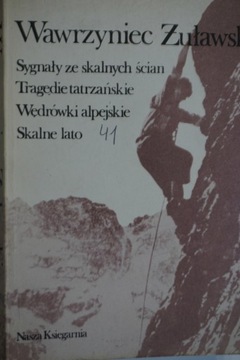 Wawrzyniec Żuławsk
Sygnały ze skalnych ścian
Tragedie tatrzańskie
Wędrówki alpejskie
Skalne lato 41
Nasza Księgarnia